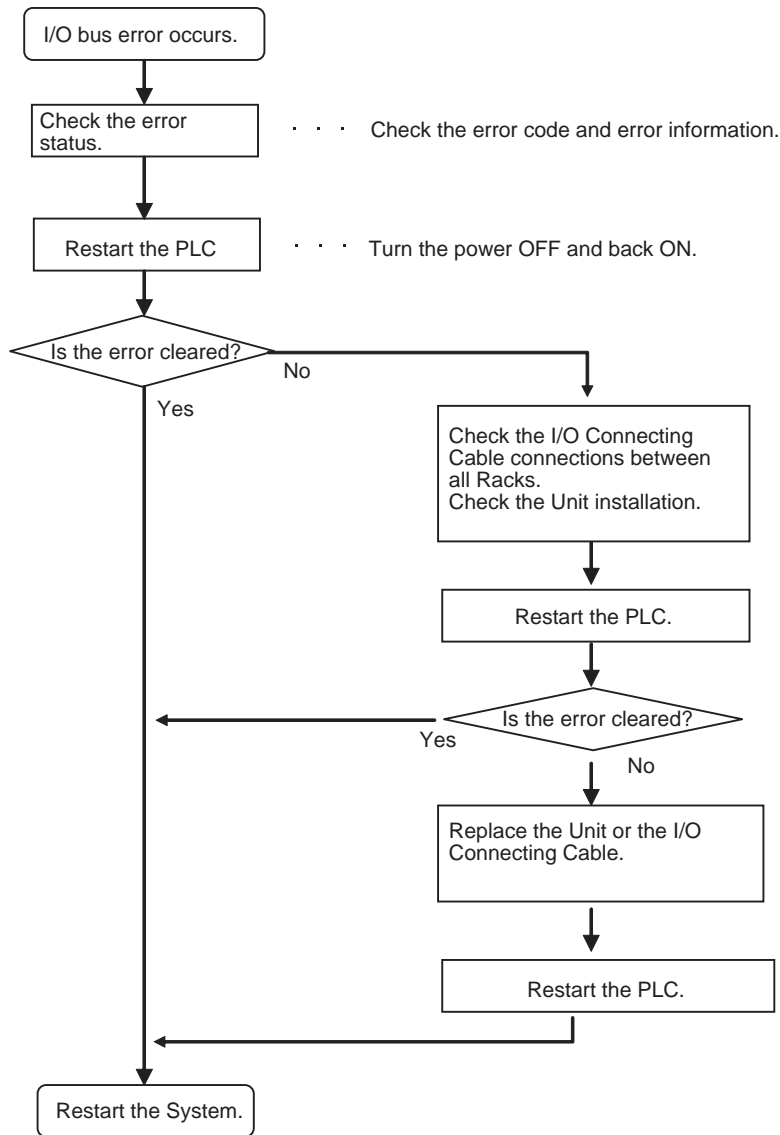 I/O bus error occurs.
Check the error
status.
· · · Check the error code and error information.
Restart the PLC
· · · Turn the power OFF and back ON.
Is the error cleared?
No
Yes
Check the I/O Connecting
Cable connections between
all Racks.
Check the Unit installation.
Restart the PLC.
Is the error cleared?
Yes
No
Replace the Unit or the I/O
Connecting Cable.
Restart the PLC.
Restart the System.